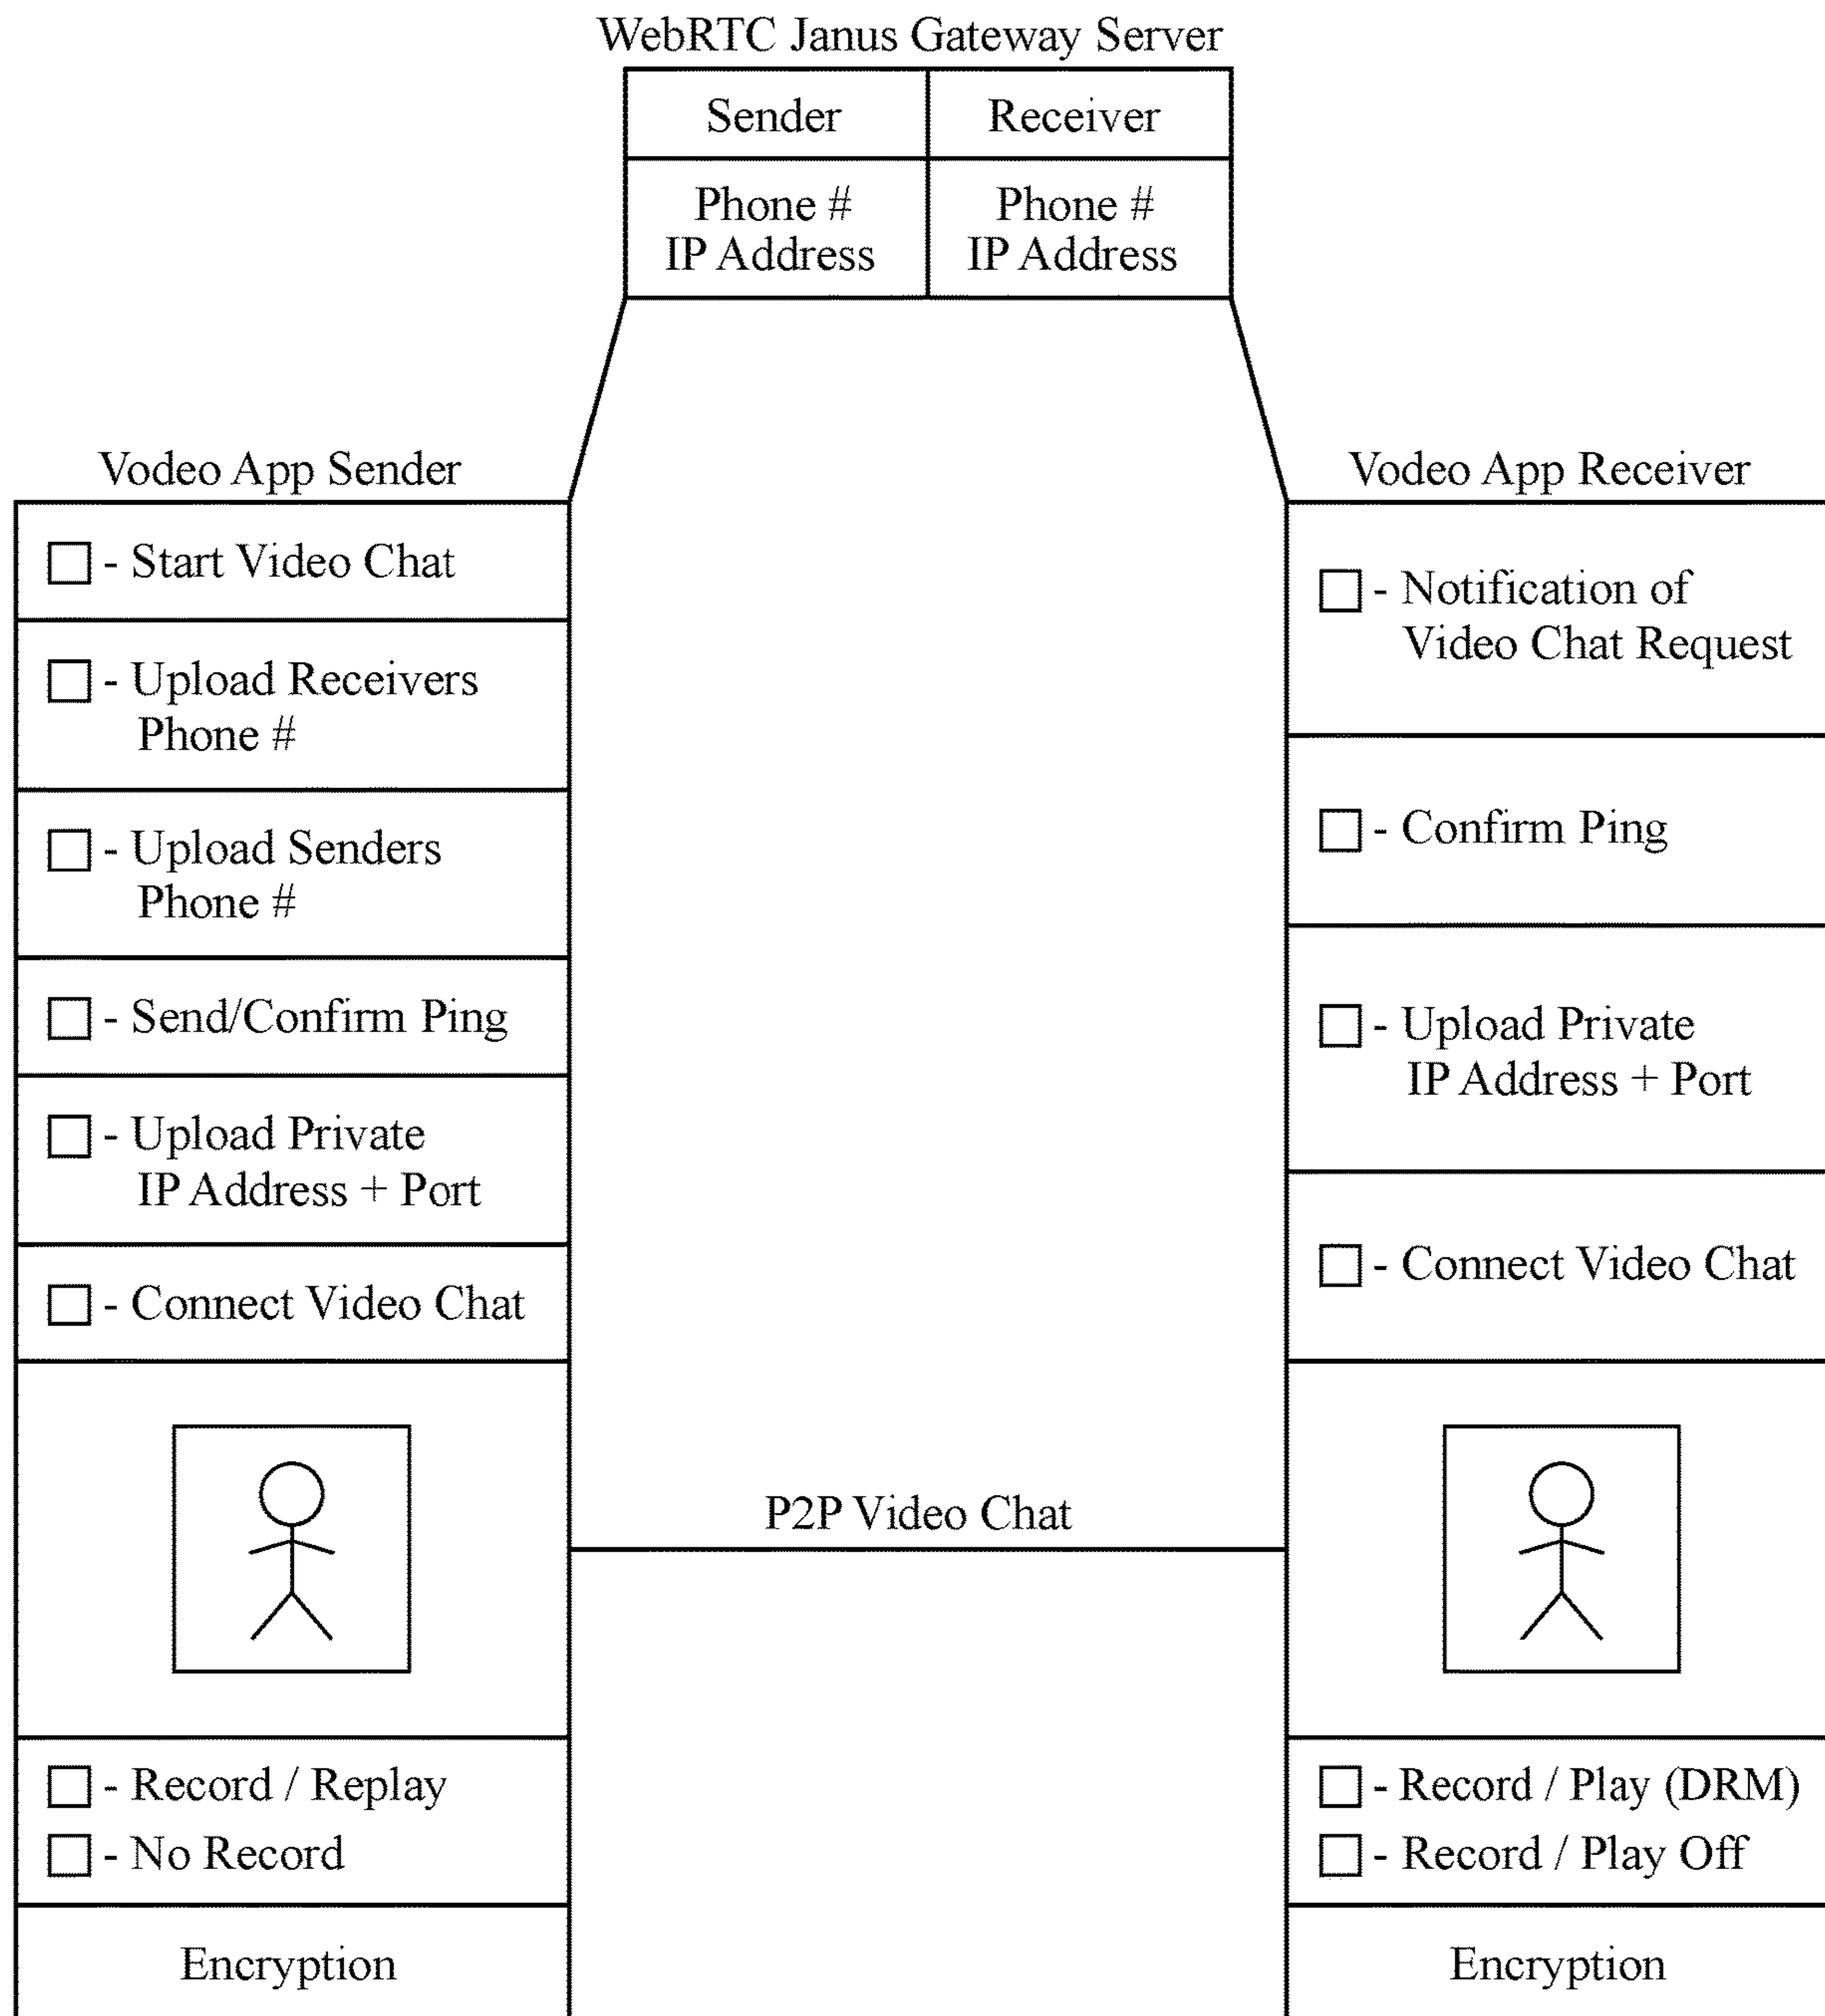 WebRTC Janus Gateway Server
Sender
Receiver
Phone #
IP Address
Phone #
IP Address
Vodeo App Sender
- Start Video Chat
- Upload Receivers
Phone #
- Upload Senders
Phone #
- Send/Confirm Ping
- Upload Private
IP Address + Port
- Connect Video Chat
- Record / Replay
- No Record
Encryption
P2P Video Chat
Vodeo App Receiver
- Notification of
Video Chat Request
- Confirm Ping
- Upload Private
IP Address + Port
- Connect Video Chat
- Record / Play (DRM)
- Record / Play Off
Encryption